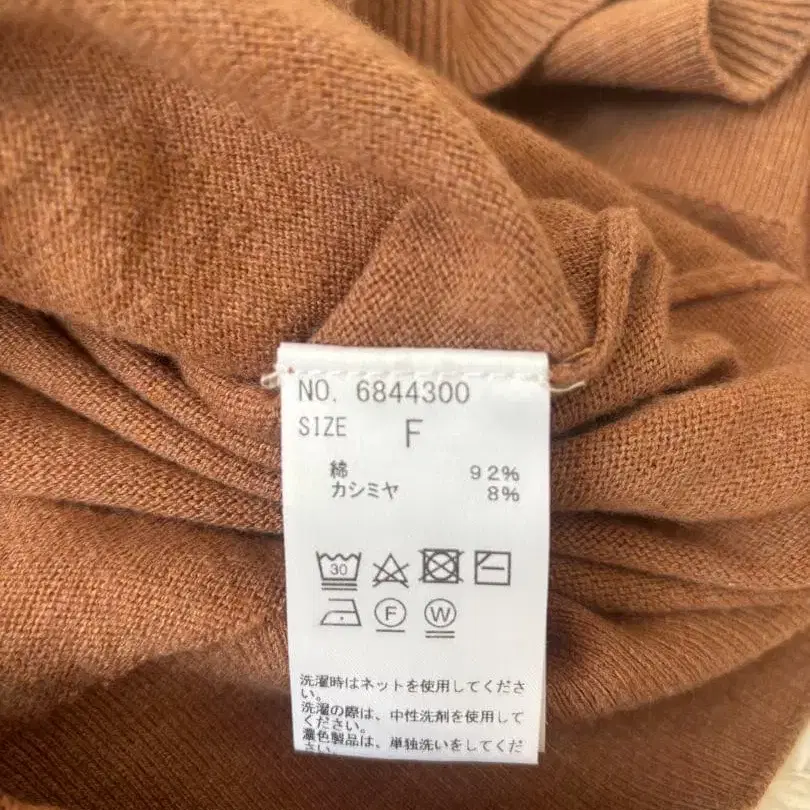 NO. 6844300
SIZE F
綿 92%
カシミヤ 8%
30
F W
洗濯時はネットを使用してくださ
い。
洗濯の際は、中性洗剤を使用して
ください。
濃色製品は、単独洗いをしてくだ
さい。